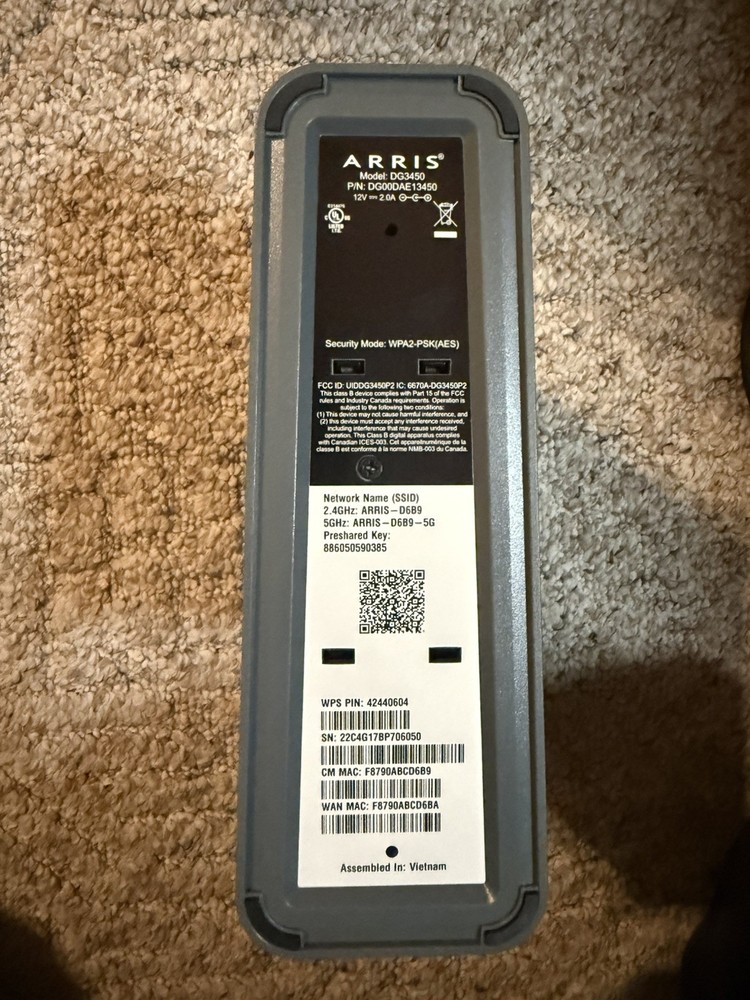 ARRIS®
Model: DG3450
P/N: DG00DAE13450
12V 2.0A
C UL US
LISTED
I.T.E.
Security Mode: WPA2-PSK(AES)
FCC ID: UIDDG3450P2 IC: 6670A-DG3450P2
This class B device complies with Part 15 of the FCC
rules and Industry Canada requirements. Operation is
subject to the following two conditions:
(1) This device may not cause harmful interference, and
(2) this device must accept any interference received,
including interference that may cause undesired
operation. This Class B digital apparatus complies
with Canadian ICES-003. Cet appareilnumérique de la
classe B est conforme à la norme NMB-003 du Canada.
Network Name (SSID)
2.4GHz: ARRIS-D6B9
5GHz: ARRIS-D6B9-5G
Preshared Key:
886050590385
WPS PIN: 42440604
SN: 22C4G17BP706050
CM MAC: F8790ABCD6B9
WAN MAC: F8790ABCD6BA
Assembled In: Vietnam